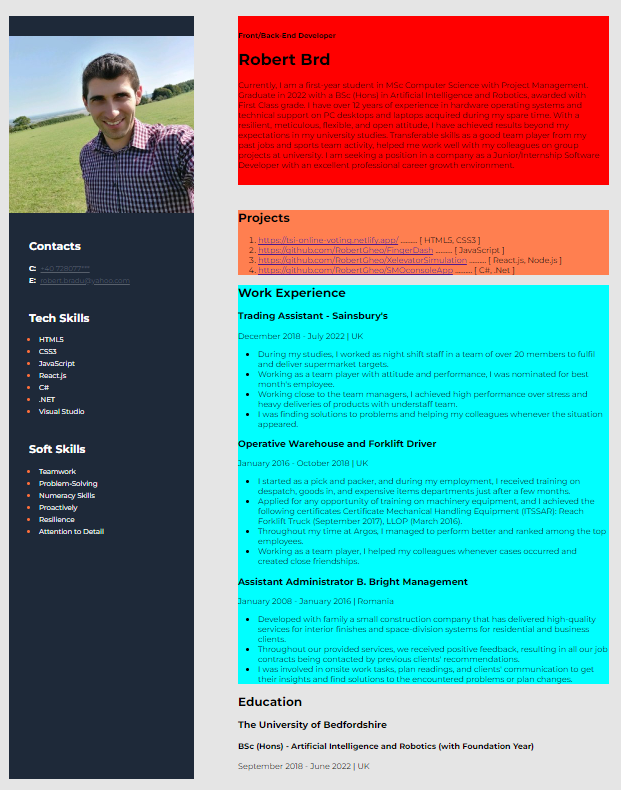 Contacts
C: +40 728077***
E: robert.bradu@yahoo.com
Tech Skills
HTML5
CSS3
JavaScript
React.js
C#
.NET
Visual Studio
Soft Skills
Teamwork
Problem-Solving
Numeracy Skills
Proactively
Resilience
Attention to Detail
Front/Back-End Developer
Robert Brd
Currently, I am a first-year student in MSc Computer Science with Project Management.
Graduate in 2022 with a BSc (Hons) in Artificial Intelligence and Robotics, awarded with
First Class grade. I have over 12 years of experience in hardware operating systems and
technical support on PC desktops and laptops acquired during my spare time. With a
resilient, meticulous, flexible, and open attitude, I have achieved results beyond my
expectations in my university studies. Transferable skills as a good team player from my
past jobs and sports team activity, helped me work well with my colleagues on group
projects at university. I am seeking a position in a company as a Junior/Internship Software
Developer with an excellent professional career growth environment.
Projects
1. https://tsi-online-voting.netlify.app/ ......... [ HTML5, CSS3 ]
2. https://github.com/RobertGheo/FingerDash ......... [ JavaScript ]
3. https://github.com/RobertGheo/XelevatorSimulation ......... [ React.js, Node.js ]
4. https://github.com/RobertGheo/SMOconsoleApp ......... [ C#, .Net ]
Work Experience
Trading Assistant - Sainsbury's
December 2018 - July 2022 | UK
During my studies, I worked as night shift staff in a team of over 20 members to fulfil
and deliver supermarket targets.
Working as a team player with attitude and performance, I was nominated for best
month's employee.
Working close to the team managers, I achieved high performance over stress and
heavy deliveries of products with understaff team.
I was finding solutions to problems and helping my colleagues whenever the situation
appeared.
Operative Warehouse and Forklift Driver
January 2016 - October 2018 | UK
I started as a pick and packer, and during my employment, I received training on
despatch, goods in, and expensive items departments just after a few months.
Applied for any opportunity of training on machinery equipment, and I achieved the
following certificates Certificate Mechanical Handling Equipment (ITSSAR); Reach
Forklift Truck (September 2017), LLOP (March 2016).
Throughout my time at Argos, I managed to perform better and ranked among the top
employees.
Working as a team player, I helped my colleagues whenever cases occurred and
created close friendships.
Assistant Administrator B. Bright Management
January 2008 - January 2016 | Romania
Developed with family a small construction company that has delivered high-quality
services for interior finishes and space-division systems for residential and business
clients.
Throughout our provided services, we received positive feedback, resulting in all our job
contracts being contacted by previous clients' recommendations.
I was involved in onsite work tasks, plan readings, and clients' communication to get
their insights and find solutions to the encountered problems or plan changes.
Education
The University of Bedfordshire
BSc (Hons) - Artificial Intelligence and Robotics (with Foundation Year)
September 2018 - June 2022 | UK